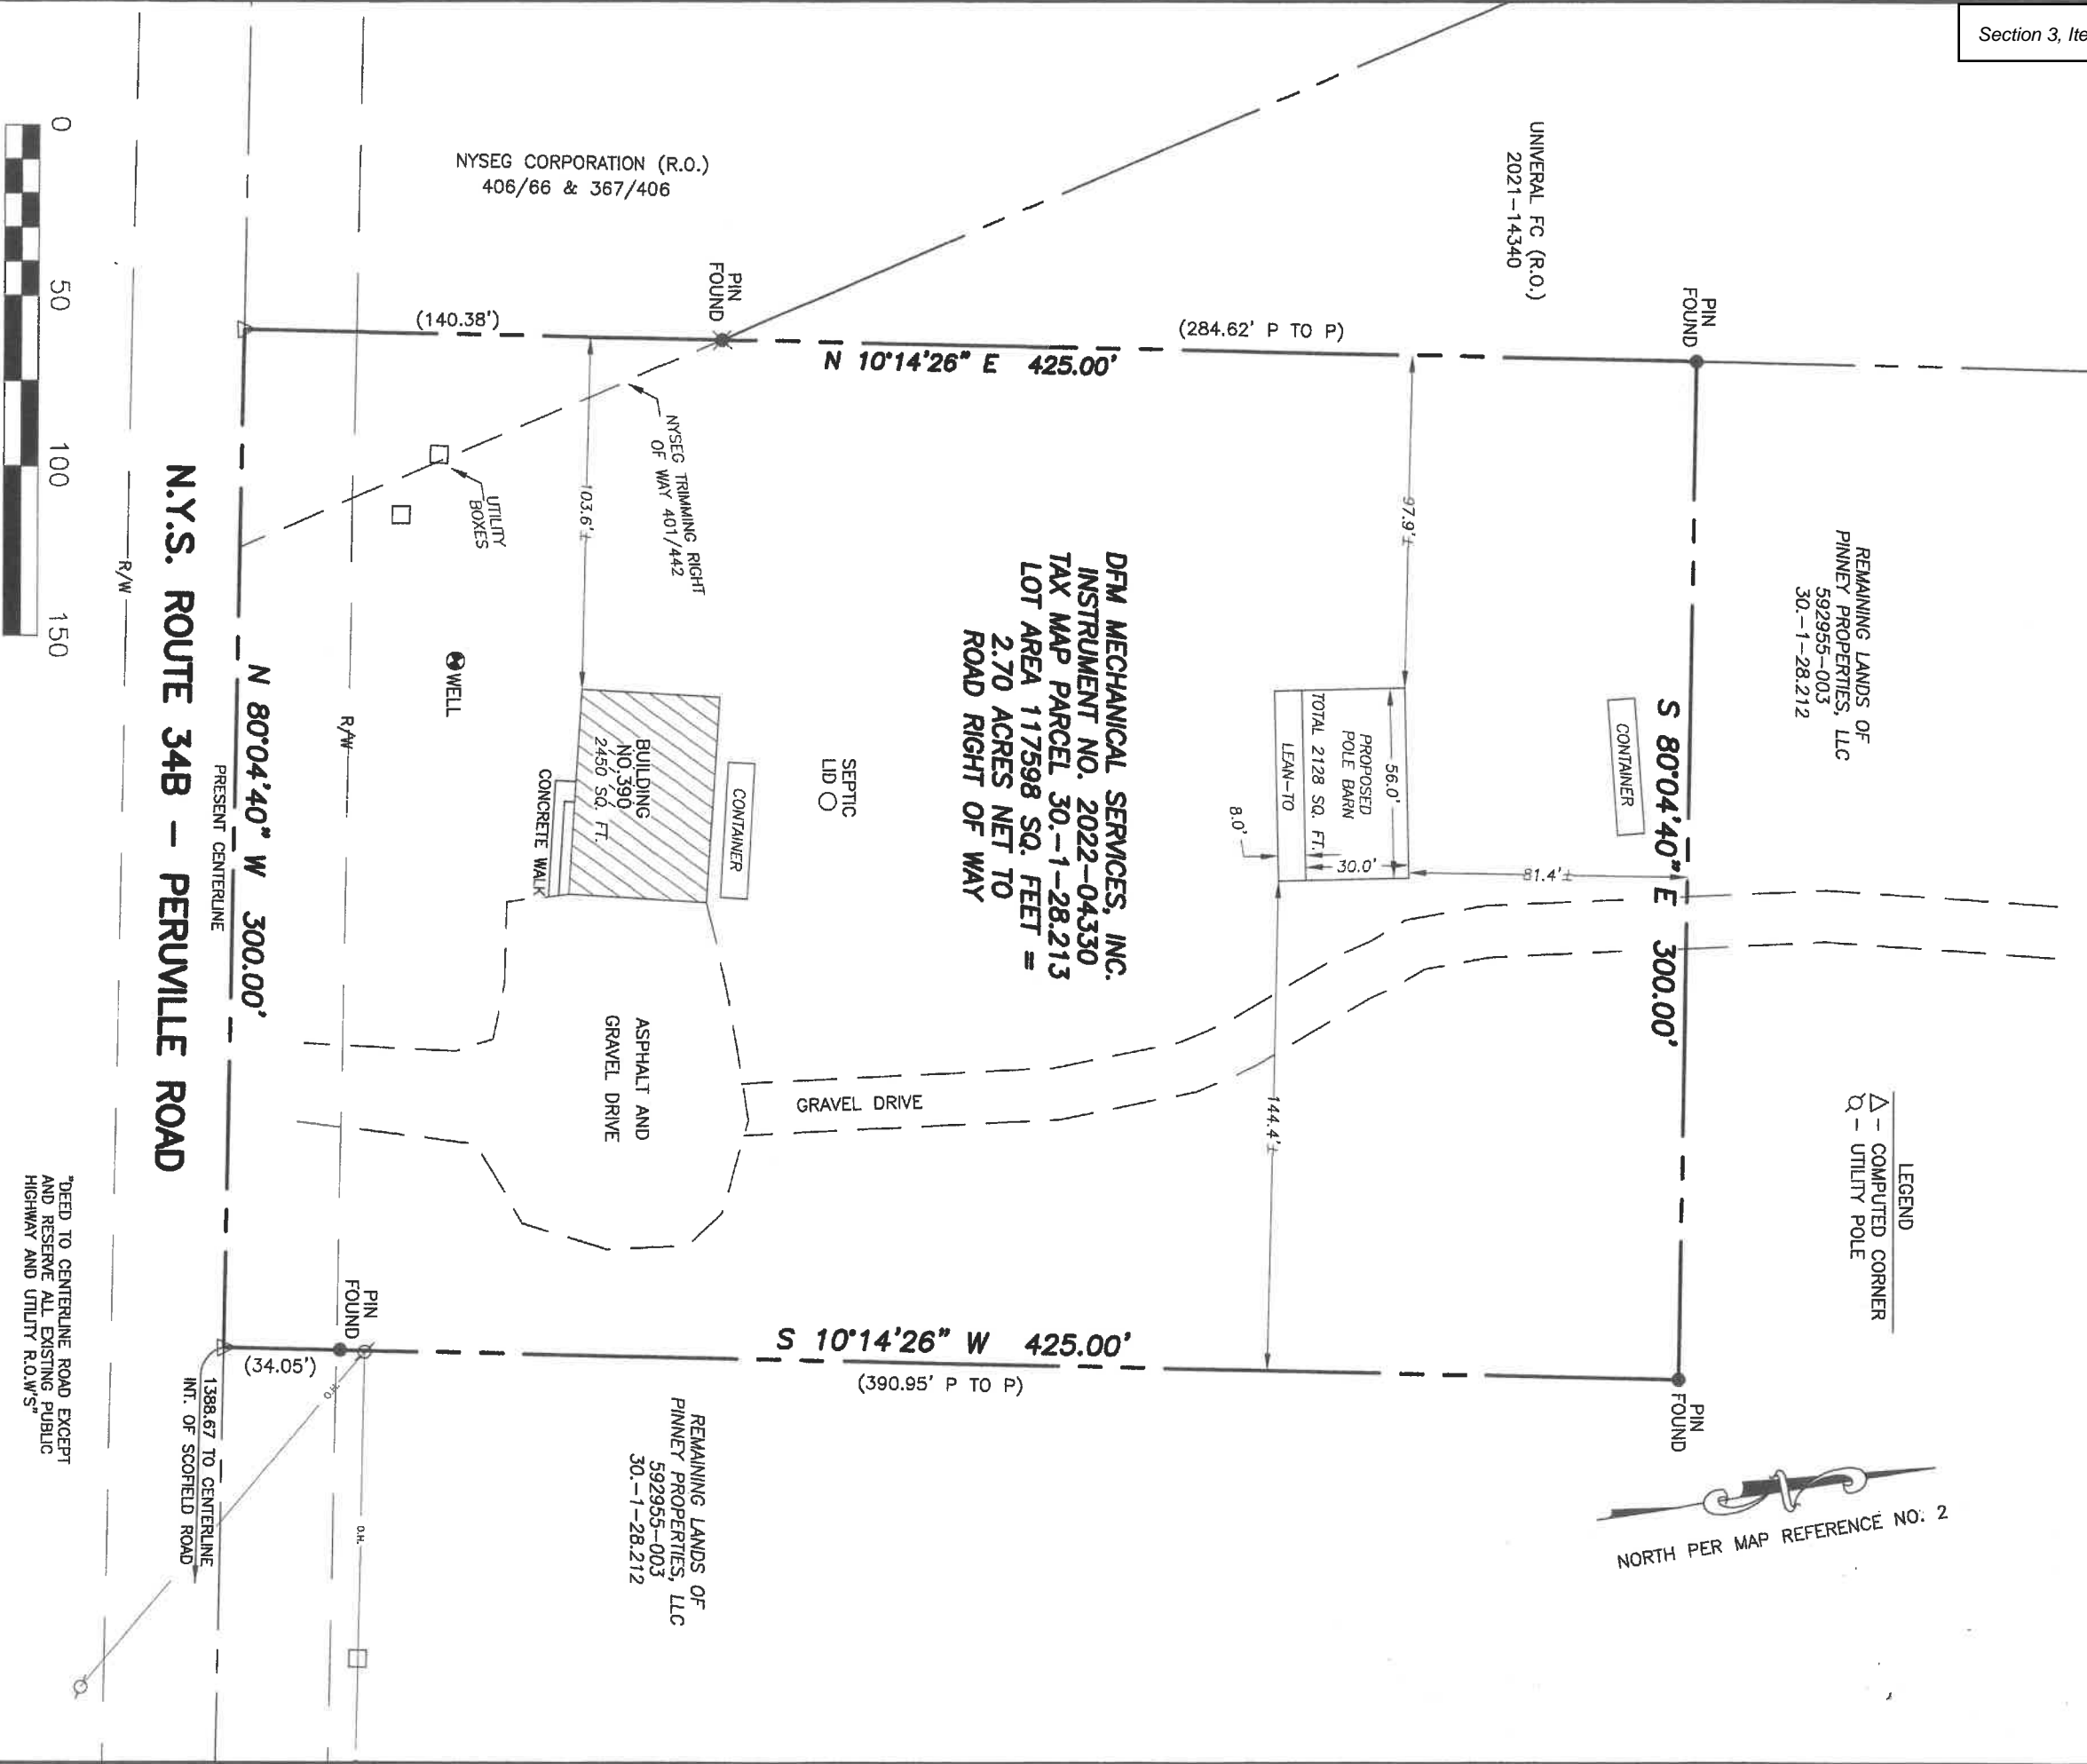 Section 3, Ite
UNIVERAL FC (R.O.)
2021-14340
NYSEG CORPORATION (R.O.)
406/66 & 367/406
PIN
FOUND
PIN
FOUND
(140.38')
(284.62' P TO P)
N 10°14'26" E 425.00'
NYSEG TRIMMING RIGHT
OF WAY 401/442
UTILITY
BOXES
103.6'±
97.9'±
REMAINING LANDS OF
PINNEY PROPERTIES, LLC
592955-003
30.-1-28.212
S 80°04'40" E 300.00'
CONTAINER
DFM MECHANICAL SERVICES, INC.
INSTRUMENT NO. 2022-04330
TAX MAP PARCEL 30.-1-28.213
LOT AREA 117598 SQ. FEET =
2.70 ACRES NET TO
ROAD RIGHT OF WAY
56.0'
PROPOSED
POLE BARN
TOTAL 2128 SQ. FT.
LEAN-TO
30.0'
8.0'
81.4'±
144.4'±
SEPTIC
LID
CONTAINER
BUILDING
NO.390
2450 SQ. FT.
CONCRETE WALK
WELL
ASPHALT AND
GRAVEL DRIVE
GRAVEL DRIVE
R/W
R/W
N 80°04'40" W 300.00'
PRESENT CENTERLINE
N.Y.S. ROUTE 34B - PERUVILLE ROAD
0 50 100 150
LEGEND
- COMPUTED CORNER
- UTILITY POLE
PIN
FOUND
PIN
FOUND
S 10°14'26" W 425.00'
(390.95' P TO P)
(34.05')
O.H.
O.H.
1388.67 TO CENTERLINE
INT. OF SCOFIELD ROAD
REMAINING LANDS OF
PINNEY PROPERTIES, LLC
592955-003
30.-1-28.212
"DEED TO CENTERLINE ROAD EXCEPT
AND RESERVE ALL EXISTING PUBLIC
HIGHWAY AND UTILITY R.O.W'S"
NORTH PER MAP REFERENCE NO. 2